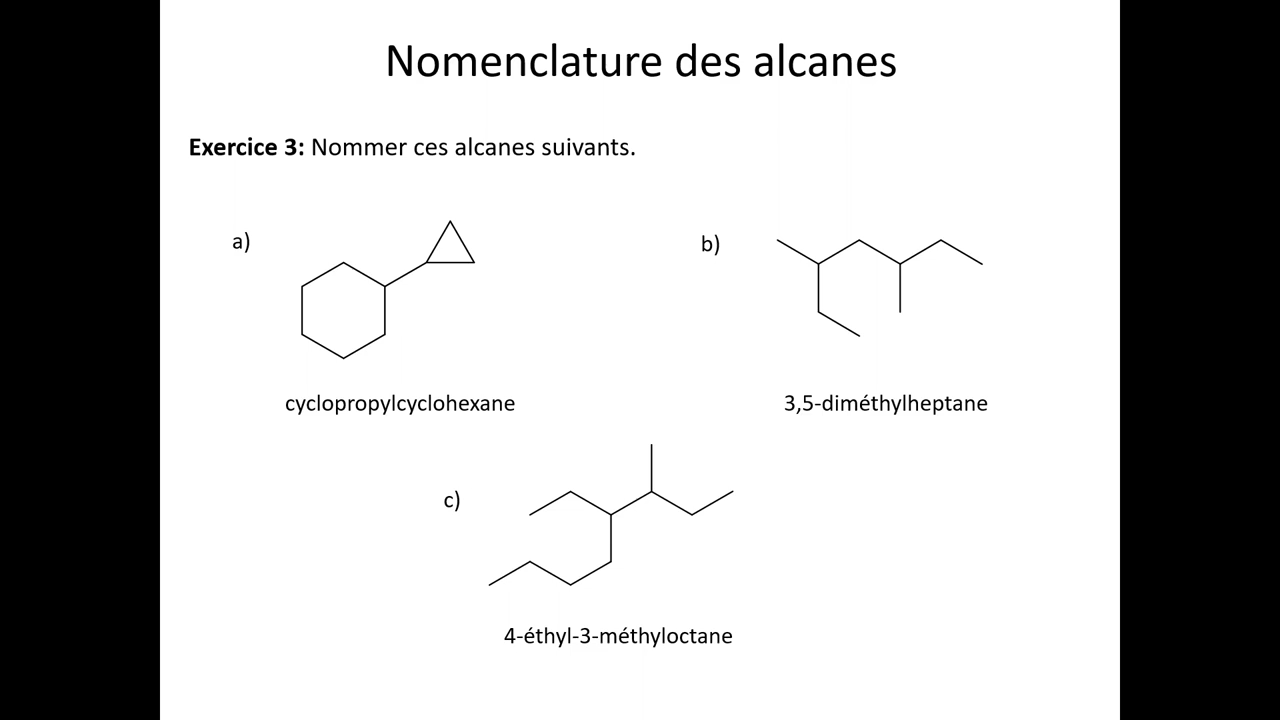 Nomenclature des alcanes
Exercice 3: Nommer ces alcanes suivants.
a)
b)
cyclopropylcyclohexane
3,5-diméthylheptane
c)
4-éthyl-3-méthyloctane